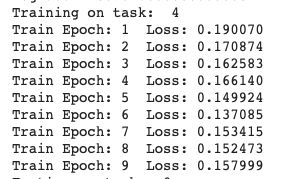 Training on task:  4
Train Epoch: 1  Loss: 0.190070
Train Epoch: 2  Loss: 0.170874
Train Epoch: 3  Loss: 0.162583
Train Epoch: 4  Loss: 0.166140
Train Epoch: 5  Loss: 0.149924
Train Epoch: 6  Loss: 0.137085
Train Epoch: 7  Loss: 0.153415
Train Epoch: 8  Loss: 0.152473
Train Epoch: 9  Loss: 0.157999